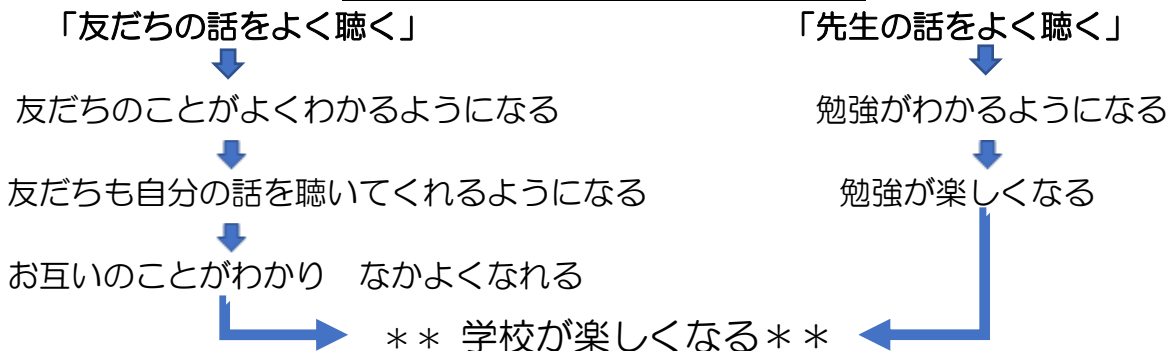 「友だちの話をよく聴く」
友だちのことがよくわかるようになる
友だちも自分の話を聴いてくれるようになる
お互いのことがわかり　なかよくなれる
「先生の話をよく聴く」
勉強がわかるようになる
勉強が楽しくなる
＊＊ 学校が楽しくなる＊＊